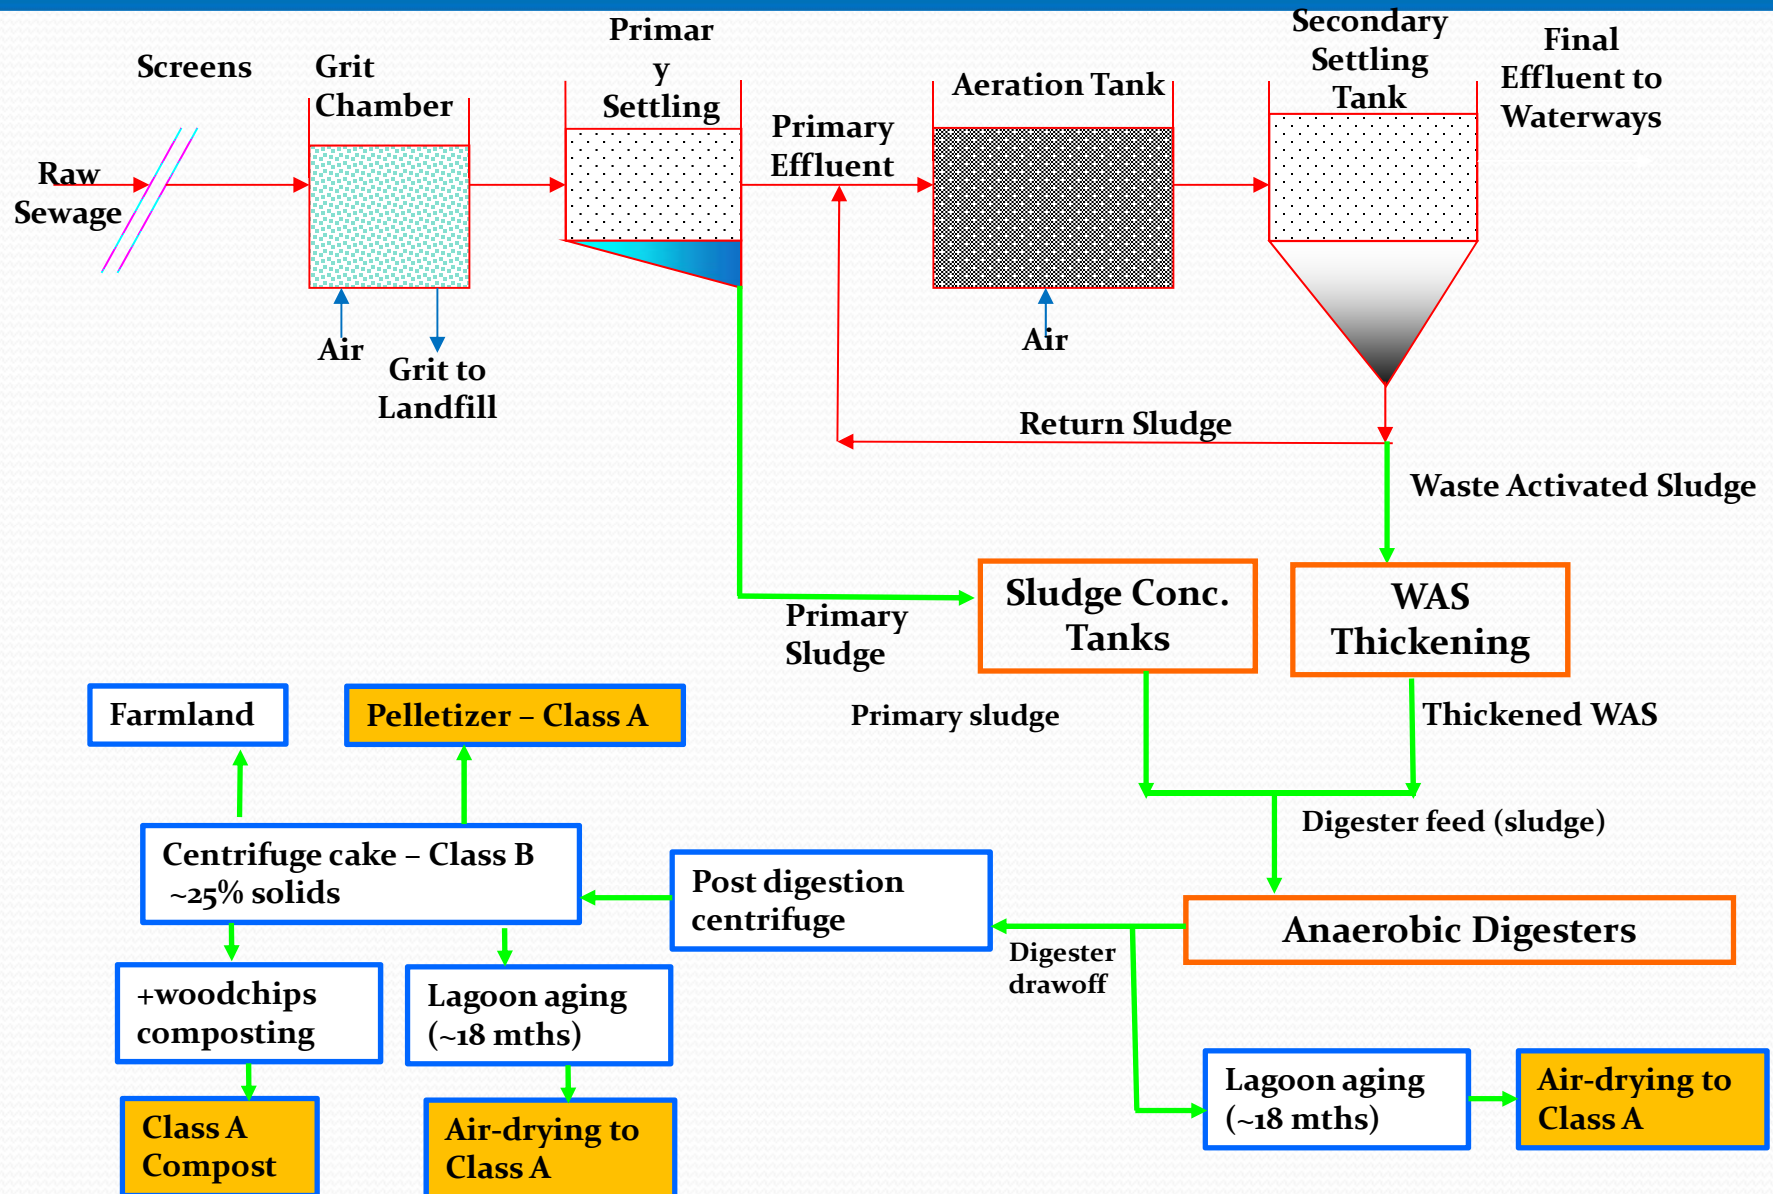 Screens
Grit
Chamber
Primar
y
Settling
Aeration Tank
Secondary
Settling
Tank
Final
Effluent to
Waterways
Raw
Sewage
Primary
Effluent
Air
Grit to
Landfill
Air
Return Sludge
Waste Activated Sludge
Primary
Sludge
Sludge Conc.
Tanks
WAS
Thickening
Primary sludge
Thickened WAS
Digester feed (sludge)
Farmland
Pelletizer – Class A
Centrifuge cake – Class B
~25% solids
Post digestion
centrifuge
Digester
drawoff
Anaerobic Digesters
+woodchips
composting
Lagoon aging
(~18 mths)
Class A
Compost
Air-drying to
Class A
Lagoon aging
(~18 mths)
Air-drying to
Class A